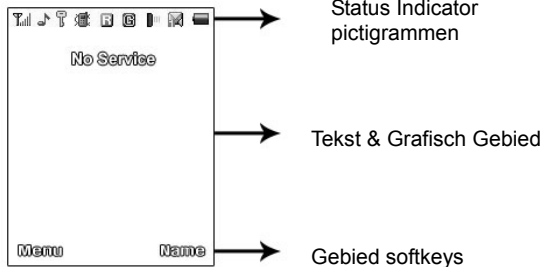 Status Indicator
pictigrammen
No Service
Tekst & Grafisch Gebied
Menu Name
Gebied softkeys